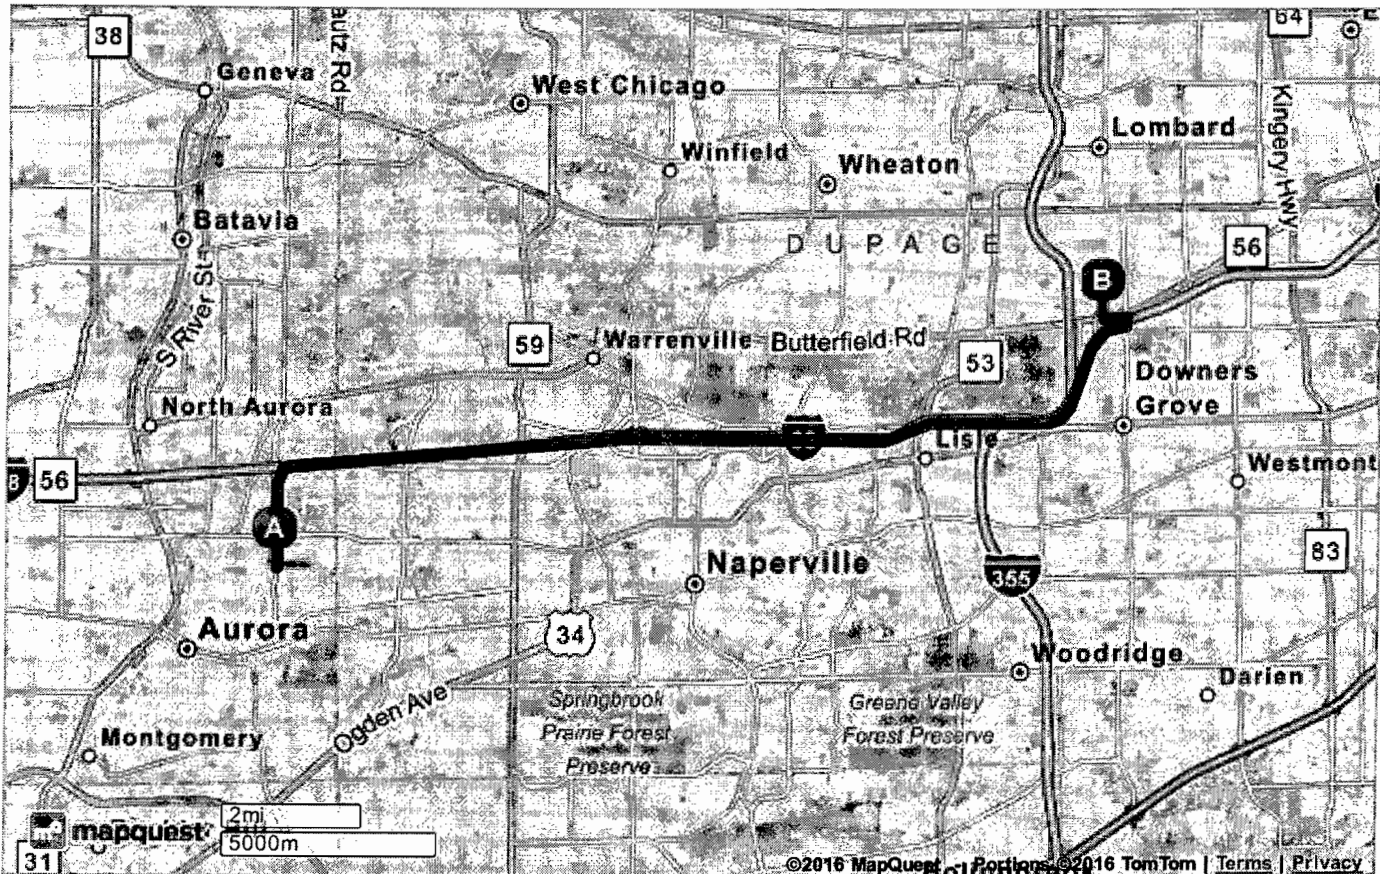 38
autz Rd
64
Geneva
West Chicago
Lombard
Kingery Hwy
Winfield
Wheaton
Batavia
S River St
D U P A G E
56
B
59
Warrenville
Butterfield Rd
53
Downers
Grove
North Aurora
Lisle
56
Westmont
A
83
Naperville
355
Aurora
34
Woodridge
Darien
Springbrook
Prairie Forest
Preserve
Greene Valley
Forest Preserve
Ogden Ave
Montgomery
mapquest
2mi
5000m
31
©2016 MapQuest - Portions ©2016 TomTom | Terms | Privacy